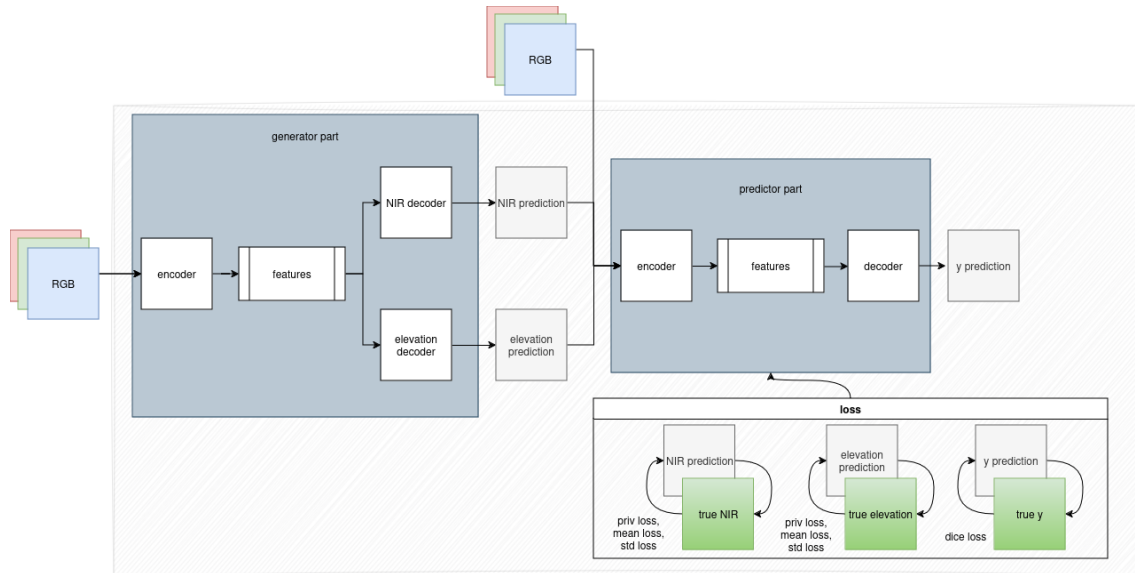 RGB
generator part
RGB
NIR decoder
NIR prediction
predictor part
encoder
features
elevation
decoder
elevation
prediction
encoder
features
decoder
y prediction
RGB
loss
NIR prediction
true NIR
priv loss,
mean loss,
std loss
elevation
prediction
true elevation
priv loss,
mean loss,
std loss
y prediction
true y
dice loss